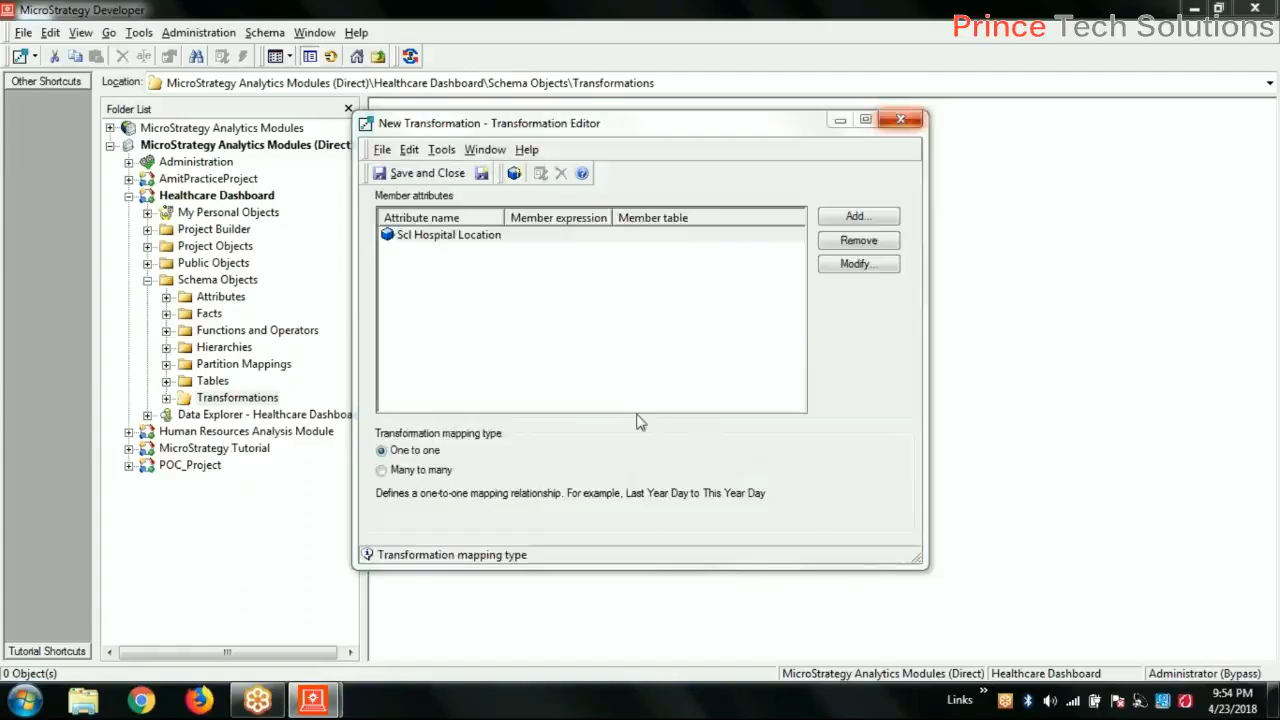 MicroStrategy Developer
Prince Tech Solutions
File Edit View Go Tools Administration Schema Window Help
Other Shortcuts
Location: MicroStrategy Analytics Modules (Direct)\Healthcare Dashboard\Schema Objects\Transformations
Folder List
MicroStrategy Analytics Modules
MicroStrategy Analytics Modules (Direct
Administration
AmitPracticeProject
Healthcare Dashboard
My Personal Objects
Project Builder
Project Objects
Public Objects
Schema Objects
Attributes
Facts
Functions and Operators
Hierarchies
Partition Mappings
Tables
Transformations
Data Explorer - Healthcare Dashboa
Human Resources Analysis Module
MicroStrategy Tutorial
POC_Project
New Transformation - Transformation Editor
File Edit Tools Window Help
Save and Close
Member attributes
Attribute name Member expression Member table
Scl Hospital Location
Add...
Remove
Modify...
Transformation mapping type
One to one
Many to many
Defines a one-to-one mapping relationship. For example, Last Year Day to This Year Day
Transformation mapping type
Tutorial Shortcuts
0 Object(s)
MicroStrategy Analytics Modules (Direct) Healthcare Dashboard Administrator (Bypass)
Links
9:54 PM
4/23/2018